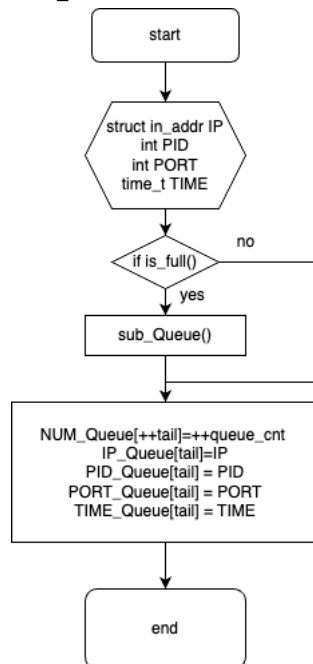 start
struct in_addr IP
int PID
int PORT
time_t TIME
if is_full()
no
yes
sub_Queue()
NUM_Queue[++tail]=++queue_cnt
IP_Queue[tail]=IP
PID_Queue[tail] = PID
PORT_Queue[tail] = PORT
TIME_Queue[tail] = TIME
end